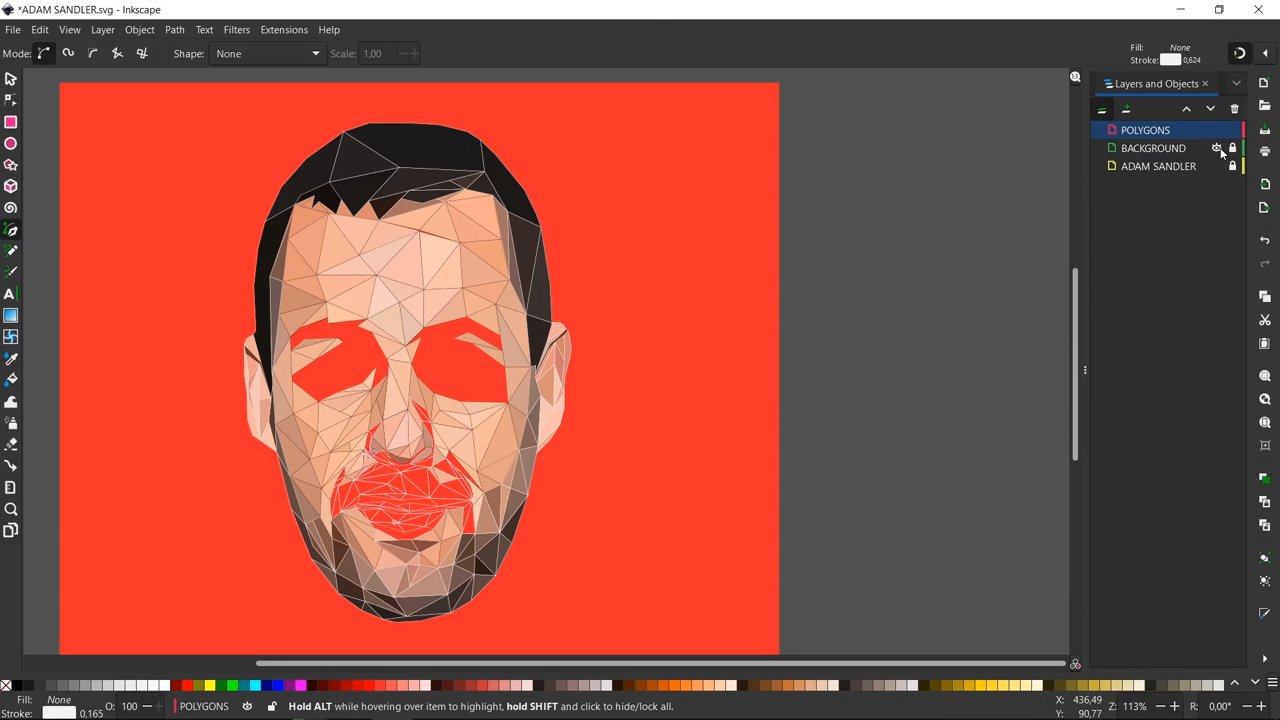 *ADAM SANDLER.svg - Inkscape
File Edit View Layer Object Path Text Filters Extensions Help
Mode: Shape: None Scale: 1,00
Fill: None
Stroke: 0,624
Layers and Objects
POLYGONS
BACKGROUND
ADAM SANDLER
Fill: None
Stroke: 0,165
O: 100
POLYGONS
Hold ALT while hovering over item to highlight, hold SHIFT and click to hide/lock all.
X: 436,49
Y: 90,77
Z: 113%
R: 0,00°